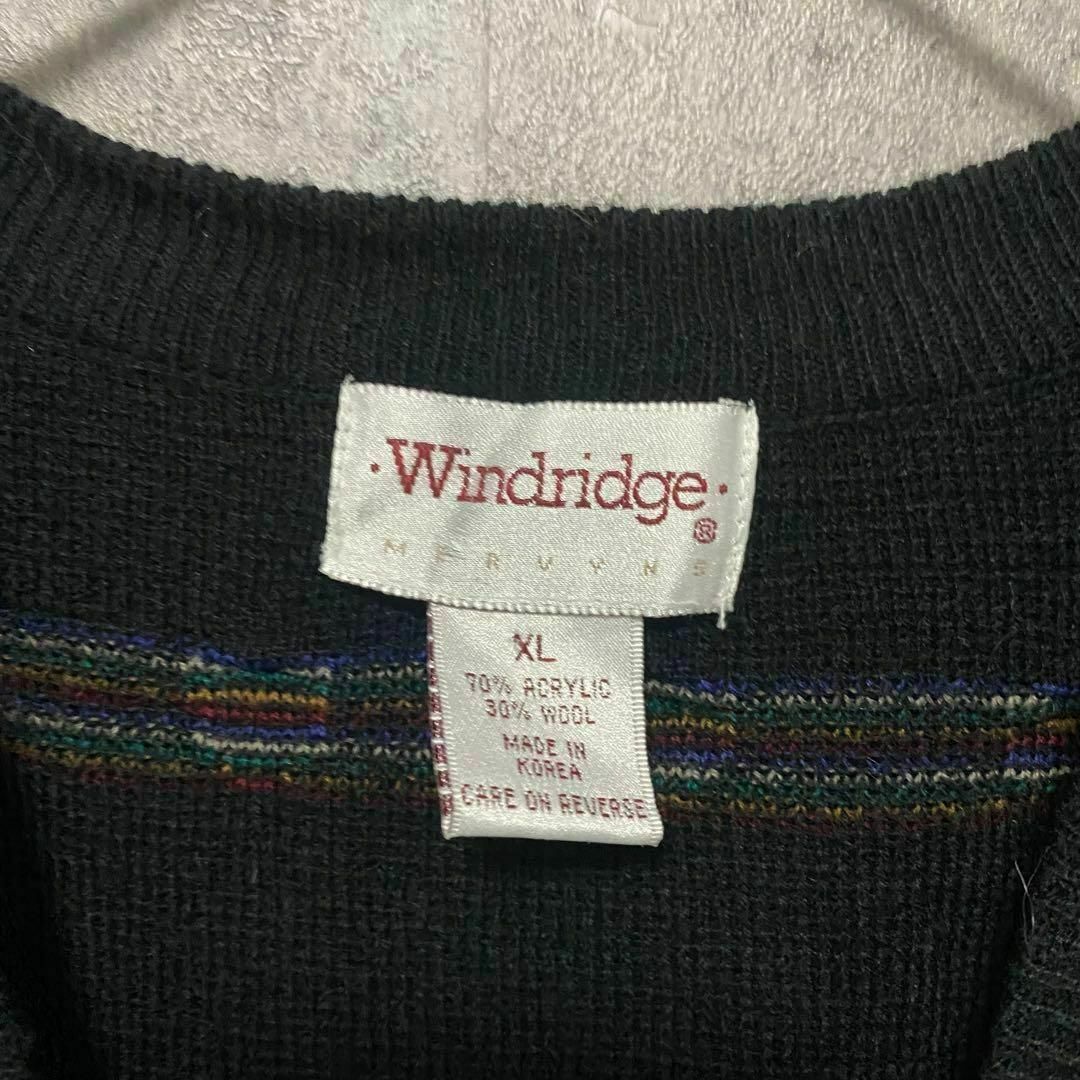 ·Windridge·®
MERVYNS
XL
70% ACRYLIC
30% WOOL
MADE IN
KOREA
CARE ON REVERSE